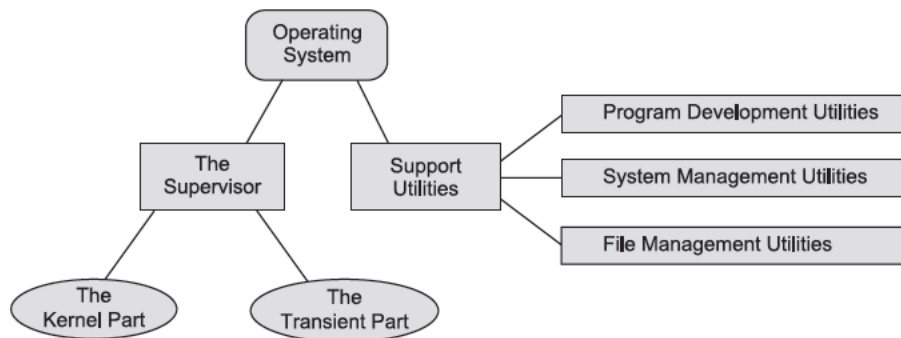 Operating
System
The
Supervisor
Support
Utilities
Program Development Utilities
System Management Utilities
File Management Utilities
The
Kernel Part
The
Transient Part